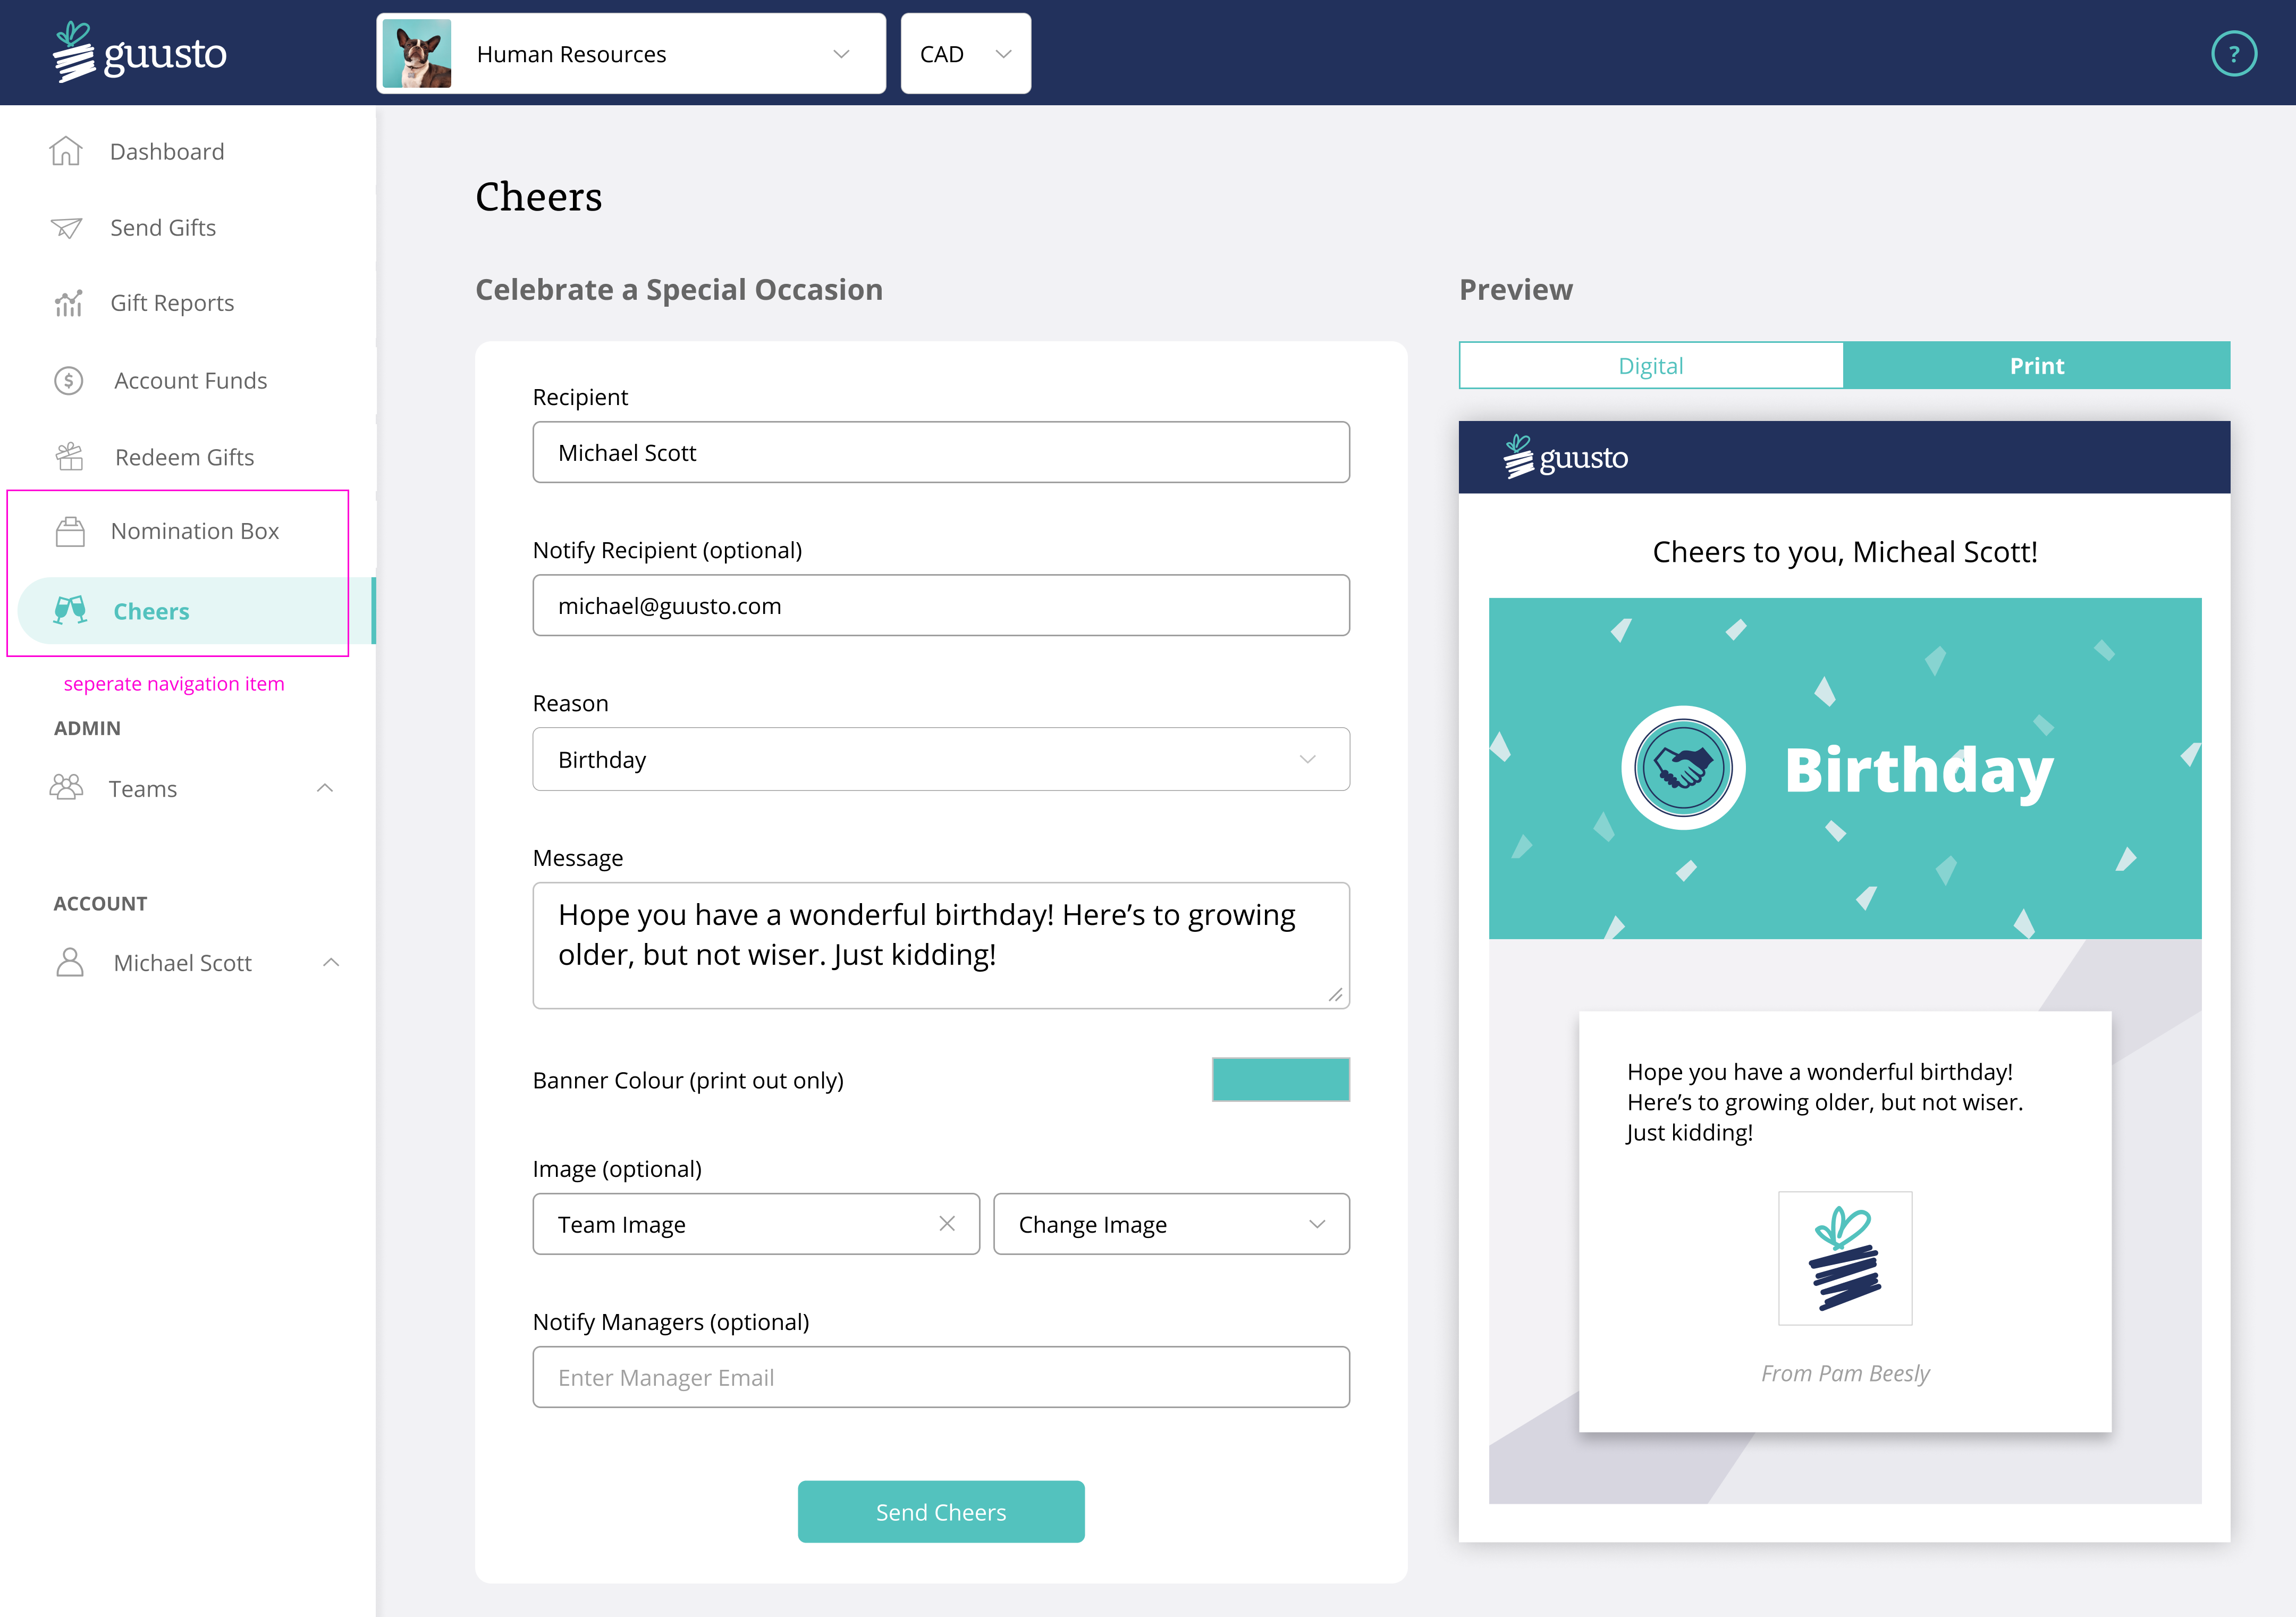 guusto
Human Resources
CAD
?
Dashboard
Send Gifts
Gift Reports
$
Account Funds
Redeem Gifts
Nomination Box
Cheers
seperate navigation item
ADMIN
Teams
ACCOUNT
Michael Scott
Cheers
Celebrate a Special Occasion
Recipient
Michael Scott
Notify Recipient (optional)
michael@guusto.com
Reason
Birthday
Message
Hope you have a wonderful birthday! Here’s to growing
older, but not wiser. Just kidding!
Banner Colour (print out only)
Image (optional)
Team Image
Change Image
Notify Managers (optional)
Enter Manager Email
Send Cheers
Preview
Digital
Print
guusto
Cheers to you, Micheal Scott!
Birthday
Hope you have a wonderful birthday!
Here’s to growing older, but not wiser.
Just kidding!
From Pam Beesly